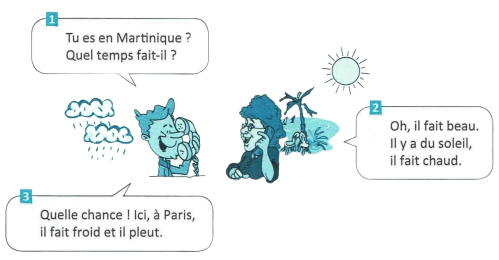 1
Tu es en Martinique ?
Quel temps fait-il ?
2
Oh, il fait beau.
Il y a du soleil,
il fait chaud.
3
Quelle chance ! Ici, à Paris,
il fait froid et il pleut.